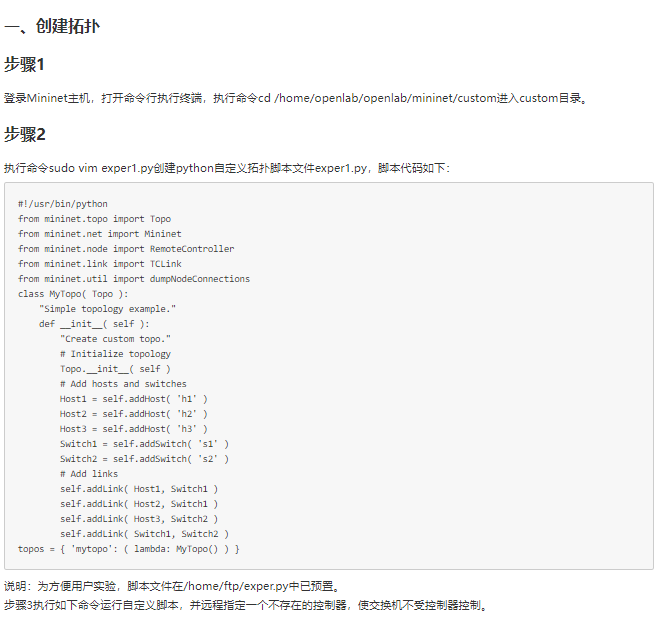 一、创建拓扑
步骤1
登录Mininet主机，打开命令行执行终端，执行命令cd /home/openlab/openlab/mininet/custom进入custom目录。
步骤2
执行命令sudo vim exper1.py创建python自定义拓扑脚本文件exper1.py，脚本代码如下：
#!/usr/bin/python
from mininet.topo import Topo
from mininet.net import Mininet
from mininet.node import RemoteController
from mininet.link import TCLink
from mininet.util import dumpNodeConnections
class MyTopo( Topo ):
    "Simple topology example."
    def __init__( self ):
        "Create custom topo."
        # Initialize topology
        Topo.__init__( self )
        # Add hosts and switches
        Host1 = self.addHost( 'h1' )
        Host2 = self.addHost( 'h2' )
        Host3 = self.addHost( 'h3' )
        Switch1 = self.addSwitch( 's1' )
        Switch2 = self.addSwitch( 's2' )
        # Add links
        self.addLink( Host1, Switch1 )
        self.addLink( Host2, Switch1 )
        self.addLink( Host3, Switch2 )
        self.addLink( Switch1, Switch2 )
topos = { 'mytopo': ( lambda: MyTopo() ) }
说明：为方便用户实验，脚本文件在/home/ftp/exper.py中已预置。
步骤3执行如下命令运行自定义脚本，并远程指定一个不存在的控制器，使交换机不受控制器控制。